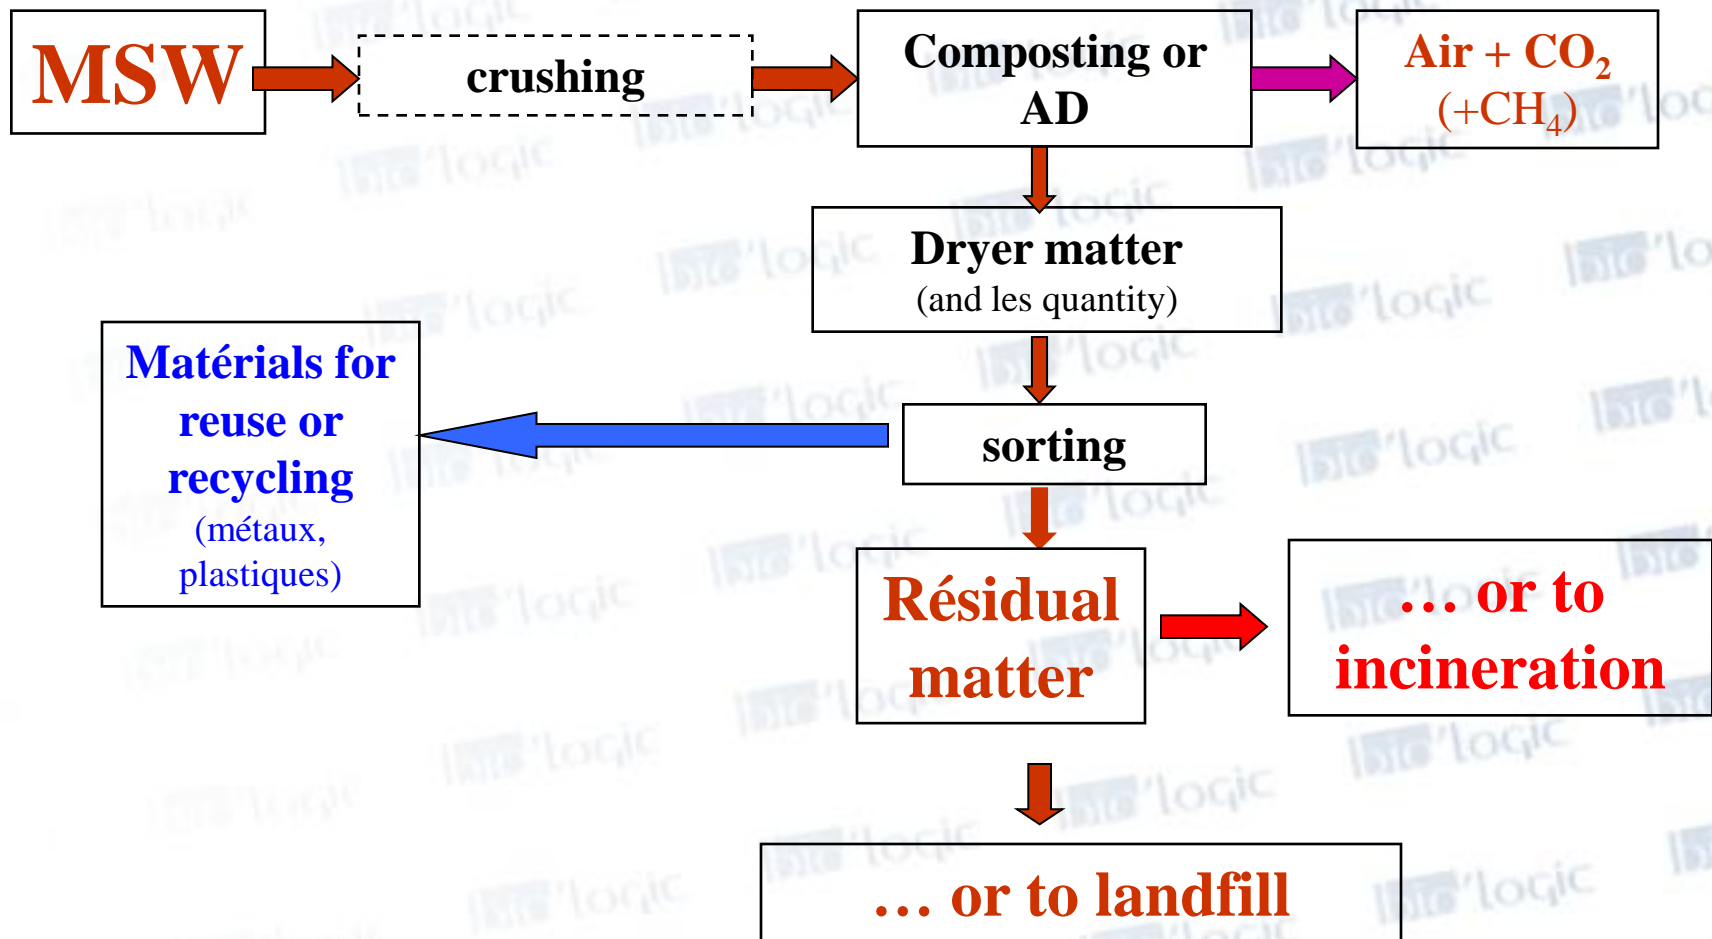 MSW
crushing
Composting or
AD
Air + CO₂
(+CH₄)
Dryer matter
(and les quantity)
Matérials for
reuse or
recycling
(métaux,
plastiques)
sorting
Résidual
matter
… or to
incineration
… or to landfill